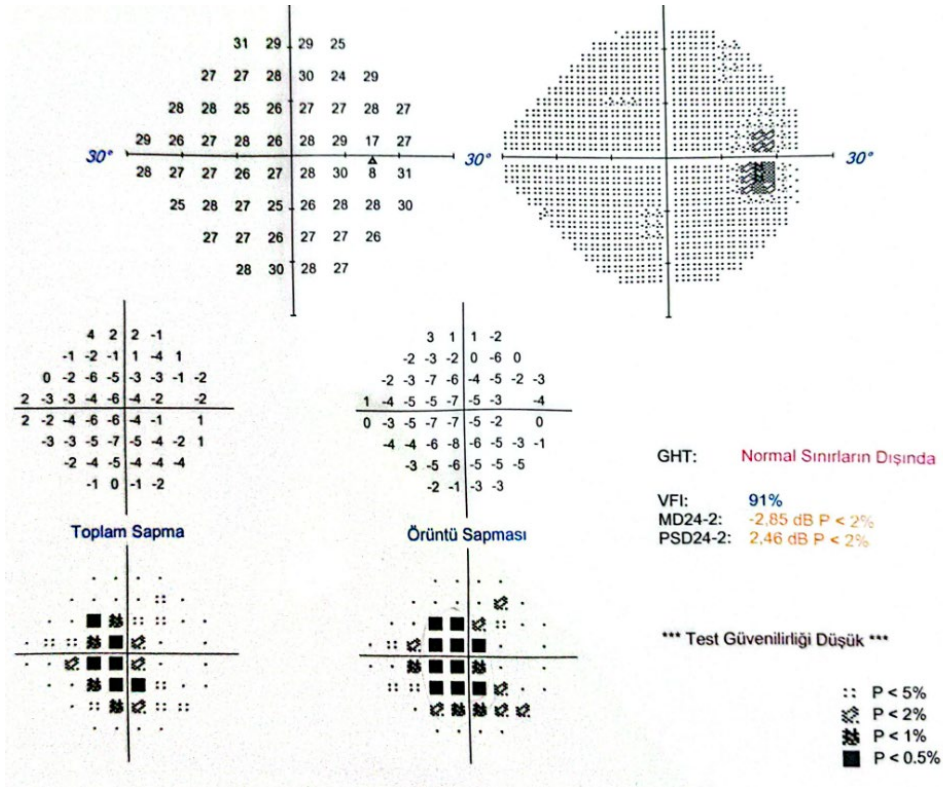 31 29 29 25
27 27 28 30 24 29
28 28 25 26 27 27 28 27
29 26 27 28 26 28 29 17 27
30° 30°
28 27 27 26 27 28 30 8 31
25 28 27 25 26 28 28 30
27 27 26 27 27 26
28 30 28 27
30°
4 2 2 -1
-1 -2 -1 1 -4 1
0 -2 -6 -5 -3 -3 -1 -2
2 -3 -3 -4 -6 -4 -2 -2
2 -2 -4 -6 -6 -4 -1 1
-3 -3 -5 -7 -5 -4 -2 1
-2 -4 -5 -4 -4 -4
-1 0 -1 -2
Toplam Sapma
3 1 1 -2
-2 -3 -2 0 -6 0
-2 -3 -7 -6 -4 -5 -2 -3
1 -4 -5 -5 -7 -5 -3 -4
0 -3 -5 -7 -7 -5 -2 0
-4 -4 -6 -8 -6 -5 -3 -1
-3 -5 -6 -5 -5 -5
-2 -1 -3 -3
Örüntü Sapması
GHT: Normal Sınırların Dışında
VFI: 91%
MD24-2: -2,85 dB P < 2%
PSD24-2: 2,46 dB P < 2%
*** Test Güvenilirliği Düşük ***
P < 5%
P < 2%
P < 1%
P < 0.5%